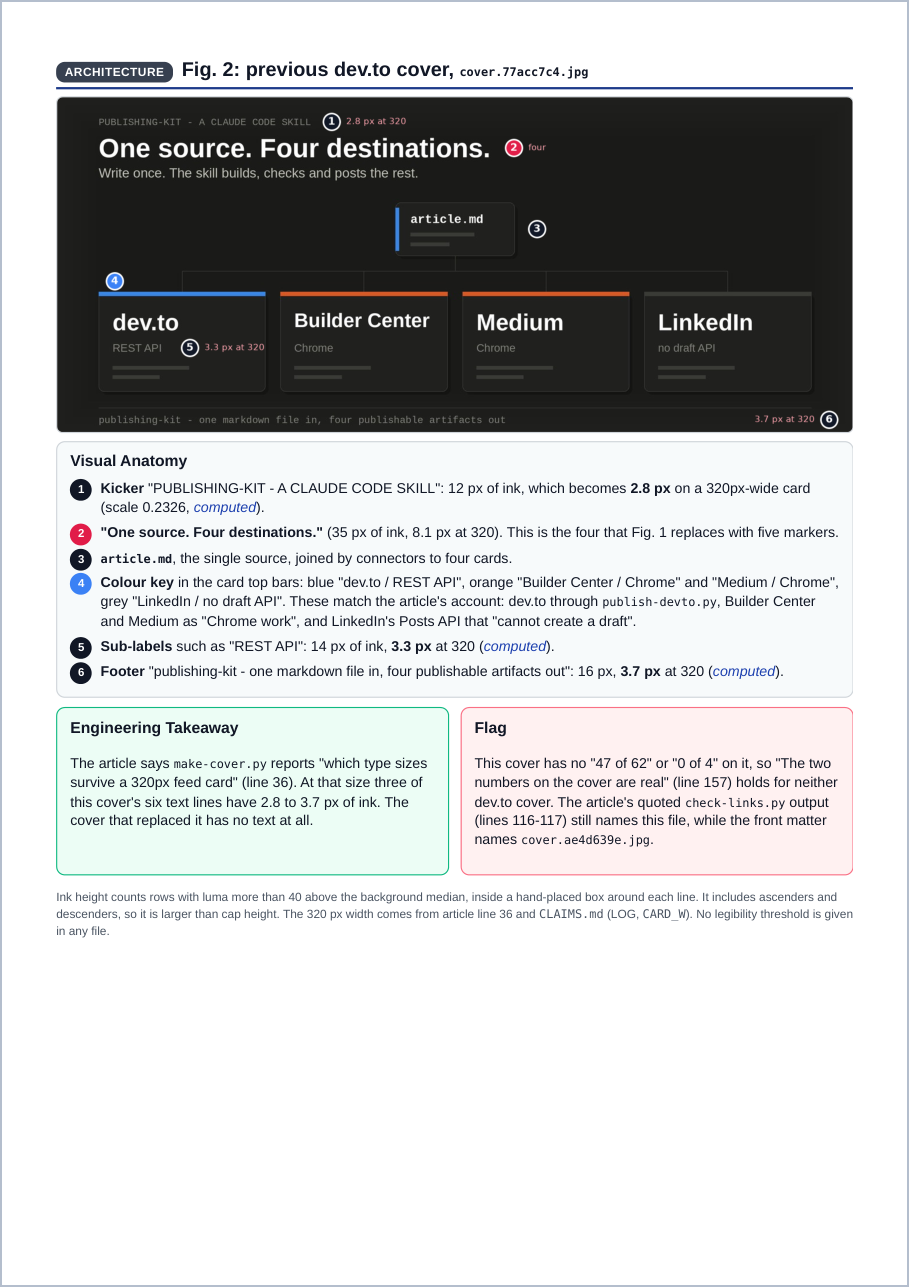 ARCHITECTURE Fig. 2: previous dev.to cover, cover.77acc7c4.jpg
PUBLISHING-KIT - A CLAUDE CODE SKILL 1 2.8 px at 320
One source. Four destinations. 2 four
Write once. The skill builds, checks and posts the rest.
article.md 3
4
dev.to
REST API 5 3.3 px at 320
Builder Center
Chrome
Medium
Chrome
LinkedIn
no draft API
publishing-kit - one markdown file in, four publishable artifacts out 3.7 px at 320 6
Visual Anatomy
1 Kicker "PUBLISHING-KIT - A CLAUDE CODE SKILL": 12 px of ink, which becomes 2.8 px on a 320px-wide card
(scale 0.2326, computed).
2 "One source. Four destinations." (35 px of ink, 8.1 px at 320). This is the four that Fig. 1 replaces with five markers.
3 article.md, the single source, joined by connectors to four cards.
4 Colour key in the card top bars: blue "dev.to / REST API", orange "Builder Center / Chrome" and "Medium / Chrome",
grey "LinkedIn / no draft API". These match the article's account: dev.to through publish-devto.py, Builder Center
and Medium as "Chrome work", and LinkedIn's Posts API that "cannot create a draft".
5 Sub-labels such as "REST API": 14 px of ink, 3.3 px at 320 (computed).
6 Footer "publishing-kit - one markdown file in, four publishable artifacts out": 16 px, 3.7 px at 320 (computed).
Engineering Takeaway
The article says make-cover.py reports "which type sizes
survive a 320px feed card" (line 36). At that size three of
this cover's six text lines have 2.8 to 3.7 px of ink. The
cover that replaced it has no text at all.
Flag
This cover has no "47 of 62" or "0 of 4" on it, so "The two
numbers on the cover are real" (line 157) holds for neither
dev.to cover. The article's quoted check-links.py output
(lines 116-117) still names this file, while the front matter
names cover.ae4d639e.jpg.
Ink height counts rows with luma more than 40 above the background median, inside a hand-placed box around each line. It includes ascenders and
descenders, so it is larger than cap height. The 320 px width comes from article line 36 and CLAIMS.md (LOG, CARD_W). No legibility threshold is given
in any file.